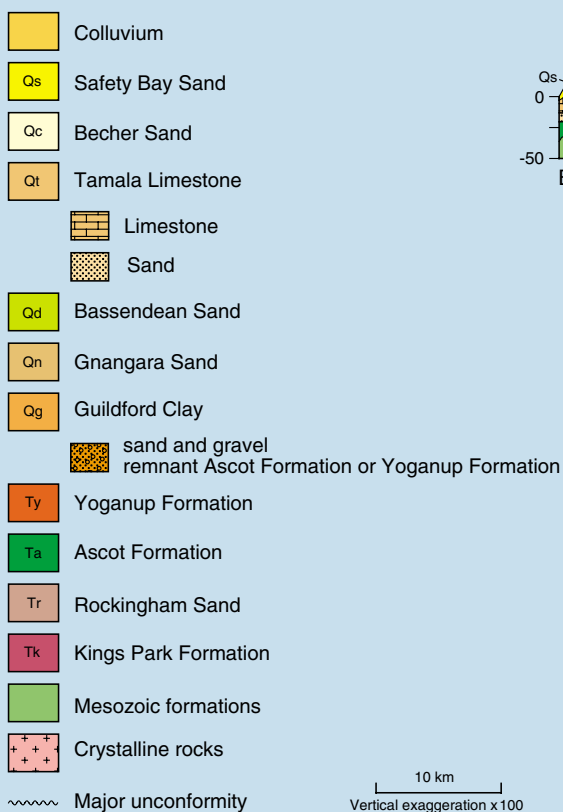 Colluvium
Qs Safety Bay Sand
Qc Becher Sand
Qt Tamala Limestone
Limestone
Sand
Qd Bassendean Sand
Qn Gnangara Sand
Qg Guildford Clay
sand and gravel
remnant Ascot Formation or Yoganup Formation
Ty Yoganup Formation
Ta Ascot Formation
Tr Rockingham Sand
Tk Kings Park Formation
Mesozoic formations
Crystalline rocks
Major unconformity
Qs
0
-50
10 km
Vertical exaggeration x100